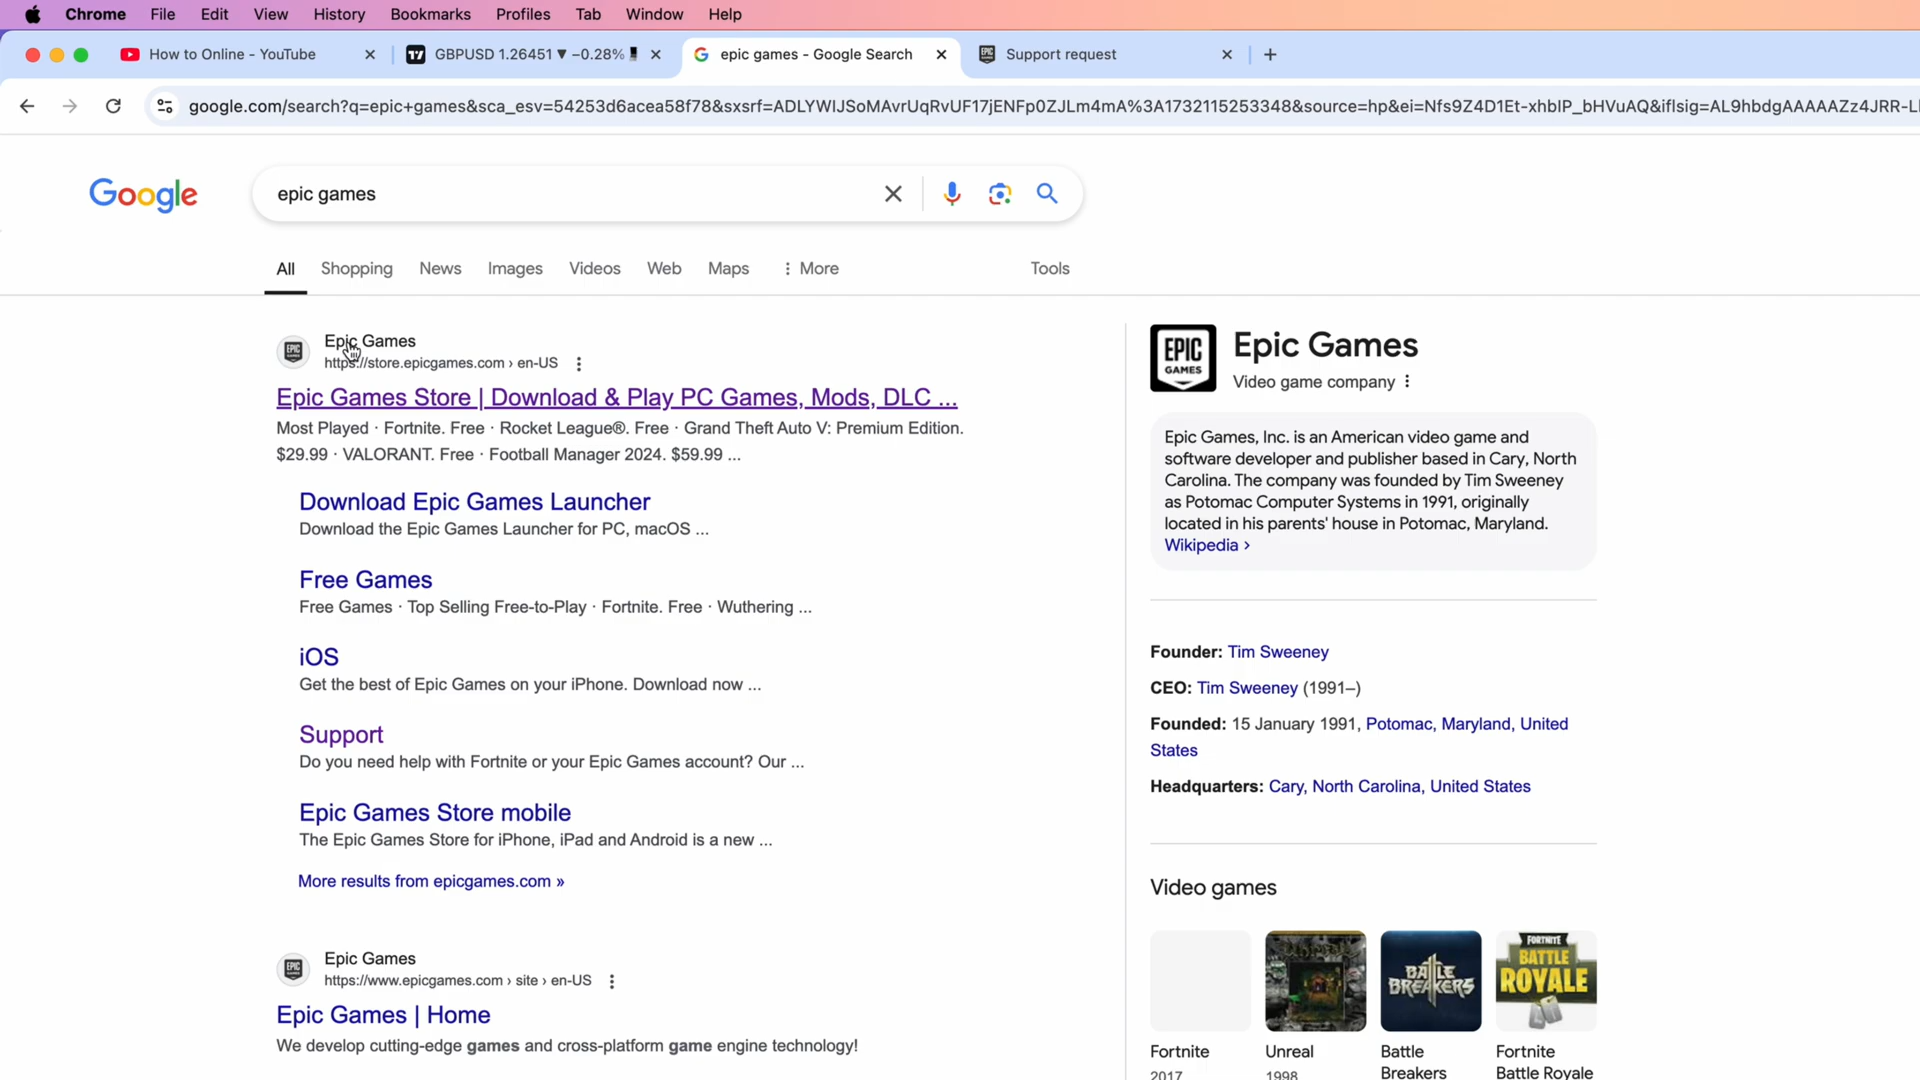 Chrome File Edit View History Bookmarks Profiles Tab Window Help
How to Online - YouTube
GBPUSD 1.26451 ▼ −0.28%
epic games - Google Search
Support request
google.com/search?q=epic+games&sca_esv=54253d6acea58f78&sxsrf=ADLYWIJSoMAvrUqRvUF17jENFp0ZJLm4mA%3A1732115253348&source=hp&ei=Nfs9Z4D1Et-xhbIP_bHVuAQ&iflsig=AL9hbdgAAAAAZz4JRR-L
Google
epic games
All Shopping News Images Videos Web Maps More Tools
Epic Games
https://store.epicgames.com › en-US
Epic Games Store | Download & Play PC Games, Mods, DLC ...
Most Played · Fortnite. Free · Rocket League®. Free · Grand Theft Auto V: Premium Edition.
$29.99 · VALORANT. Free · Football Manager 2024. $59.99 ...
Download Epic Games Launcher
Download the Epic Games Launcher for PC, macOS ...
Free Games
Free Games · Top Selling Free-to-Play · Fortnite. Free · Wuthering ...
iOS
Get the best of Epic Games on your iPhone. Download now ...
Support
Do you need help with Fortnite or your Epic Games account? Our ...
Epic Games Store mobile
The Epic Games Store for iPhone, iPad and Android is a new ...
More results from epicgames.com »
Epic Games
https://www.epicgames.com › site › en-US
Epic Games | Home
We develop cutting-edge games and cross-platform game engine technology!
EPIC
GAMES
Epic Games
Video game company
Epic Games, Inc. is an American video game and
software developer and publisher based in Cary, North
Carolina. The company was founded by Tim Sweeney
as Potomac Computer Systems in 1991, originally
located in his parents' house in Potomac, Maryland.
Wikipedia ›
Founder: Tim Sweeney
CEO: Tim Sweeney (1991–)
Founded: 15 January 1991, Potomac, Maryland, United
States
Headquarters: Cary, North Carolina, United States
Video games
BATTLE
BREAKERS
FORTNITE
BATTLE
ROYALE
Fortnite
2017
Unreal
1998
Battle
Breakers
Fortnite
Battle Royale